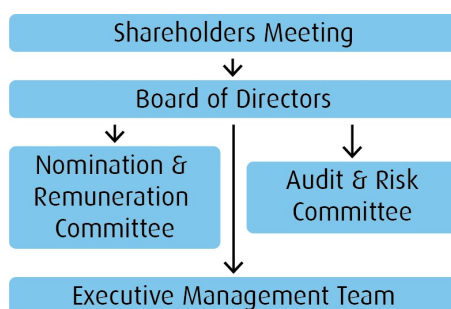 Shareholders Meeting
Board of Directors
Nomination &
Remuneration
Committee
Audit & Risk
Committee
Executive Management Team